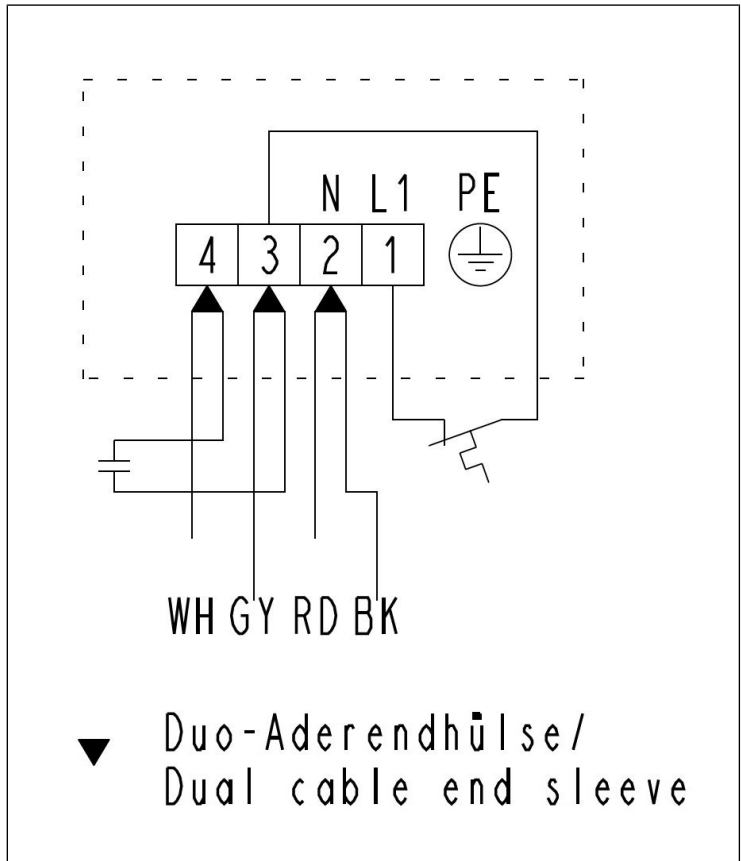 N L1 PE
4 3 2 1
WH GY RD BK
Duo-Aderendhülse/
Dual cable end sleeve